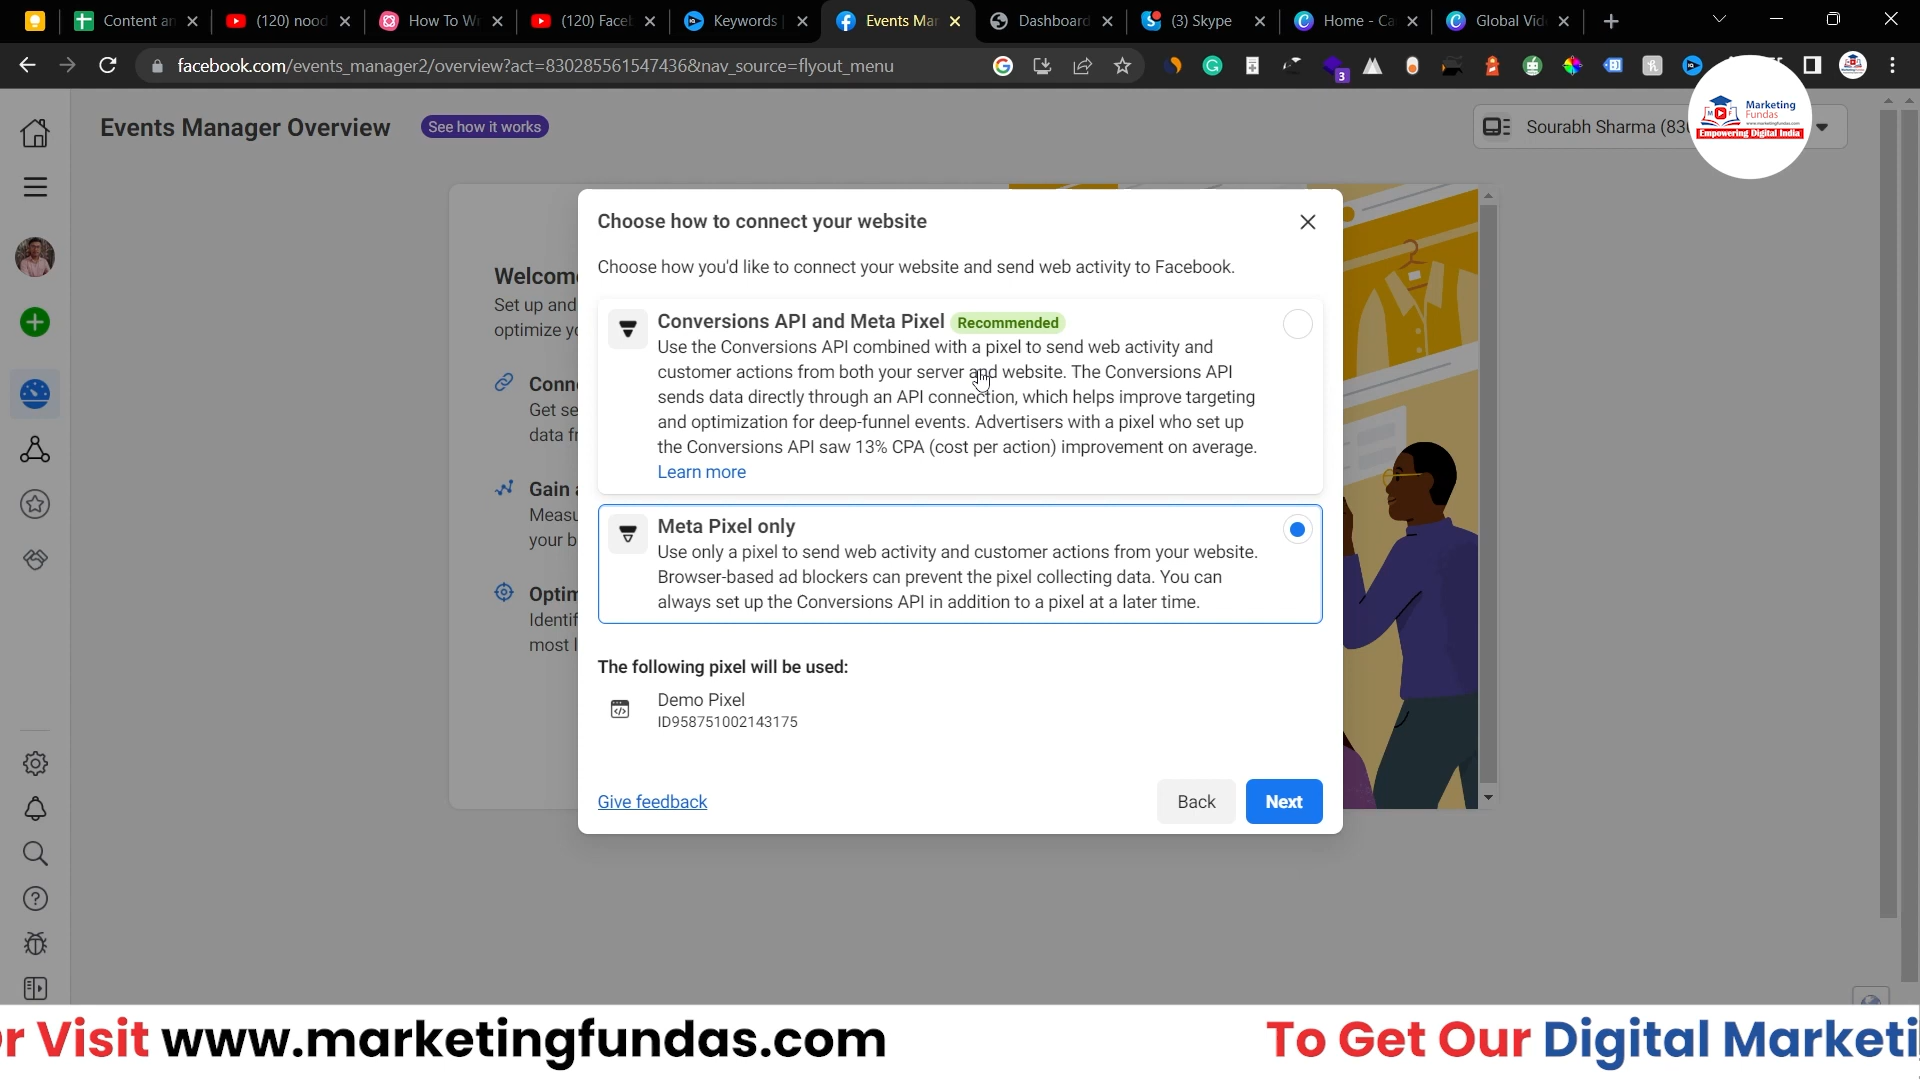 Content an
(120) nood
How To Wr
(120) Faceb
Keywords
Events Man
Dashboard
(3) Skype
Home - Ca
Global Vid
facebook.com/events_manager2/overview?act=830285561547436&nav_source=flyout_menu
3
Events Manager Overview
See how it works
Sourabh Sharma (830
Marketing
Fundas
www.marketingfundas.com
Empowering Digital India
Welcom
Set up and
optimize yo
Conn
Get se
data fr
Gain a
Measu
your b
Optim
Identif
most l
Choose how to connect your website
Choose how you'd like to connect your website and send web activity to Facebook.
Conversions API and Meta Pixel Recommended
Use the Conversions API combined with a pixel to send web activity and
customer actions from both your server and website. The Conversions API
sends data directly through an API connection, which helps improve targeting
and optimization for deep-funnel events. Advertisers with a pixel who set up
the Conversions API saw 13% CPA (cost per action) improvement on average.
Learn more
Meta Pixel only
Use only a pixel to send web activity and customer actions from your website.
Browser-based ad blockers can prevent the pixel collecting data. You can
always set up the Conversions API in addition to a pixel at a later time.
The following pixel will be used:
Demo Pixel
ID958751002143175
Give feedback
Back
Next
r Visit www.marketingfundas.com
To Get Our Digital Marketi